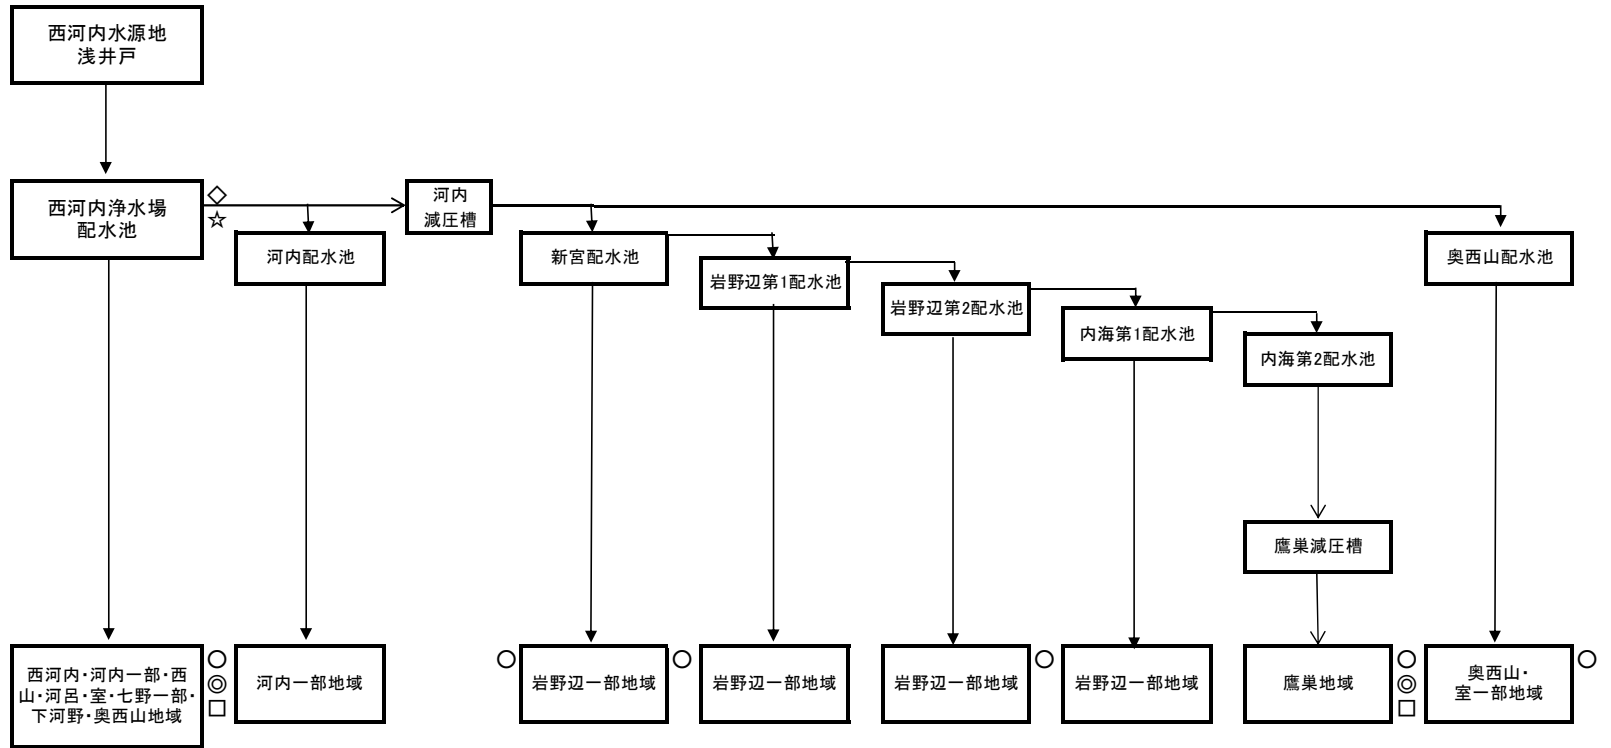 西河内水源地
浅井戸
西河内浄水場
配水池
◇
☆
河内
減圧槽
河内配水池
新宮配水池
岩野辺第1配水池
岩野辺第2配水池
内海第1配水池
内海第2配水池
奥西山配水池
鷹巣減圧槽
西河内・河内一部・西
山・河呂・室・七野一部・
下河野・奥西山地域
○
◎
□
河内一部地域
○
岩野辺一部地域
○
岩野辺一部地域
岩野辺一部地域
○
岩野辺一部地域
鷹巣地域
○
◎
□
奥西山・
室一部地域
○